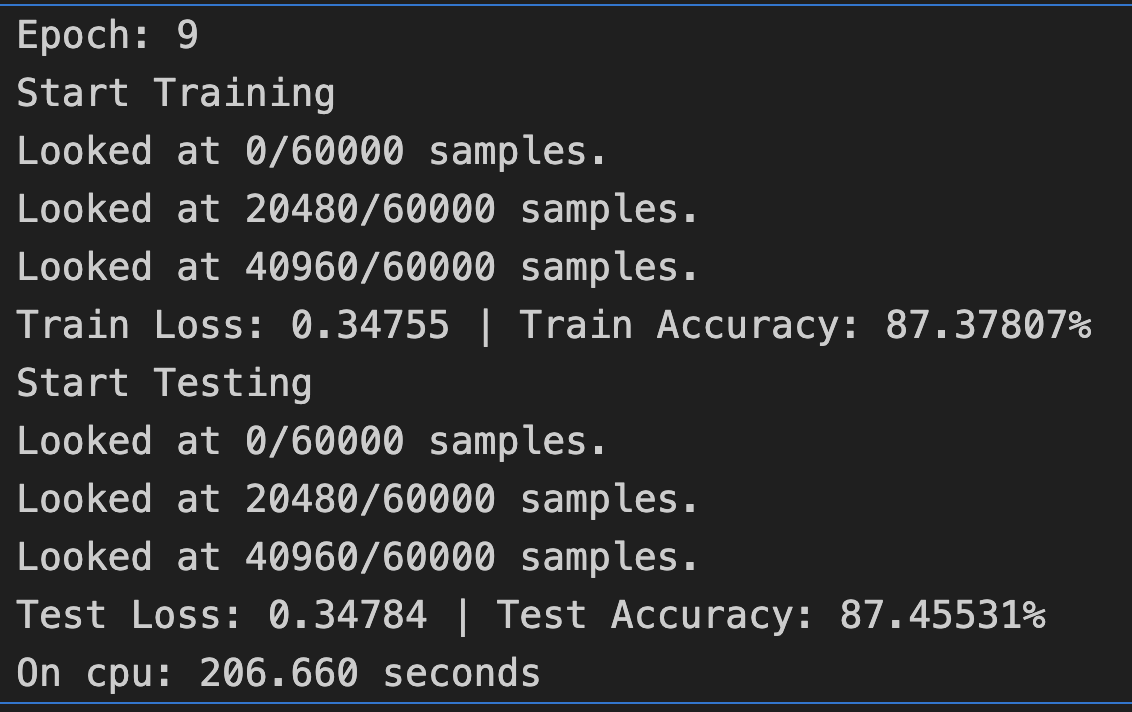 Epoch: 9
Start Training
Looked at 0/60000 samples.
Looked at 20480/60000 samples.
Looked at 40960/60000 samples.
Train Loss: 0.34755 | Train Accuracy: 87.37807%
Start Testing
Looked at 0/60000 samples.
Looked at 20480/60000 samples.
Looked at 40960/60000 samples.
Test Loss: 0.34784 | Test Accuracy: 87.45531%
On cpu: 206.660 seconds